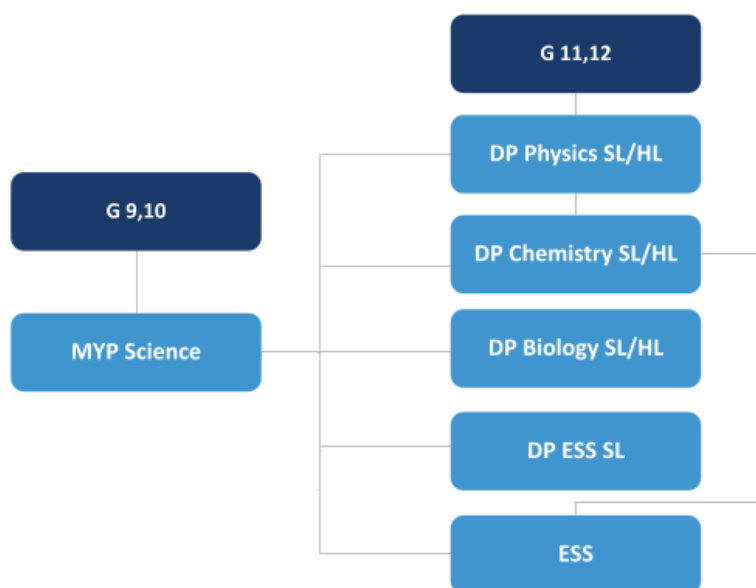 G 11,12
DP Physics SL/HL
G 9,10
DP Chemistry SL/HL
MYP Science
DP Biology SL/HL
DP ESS SL
ESS